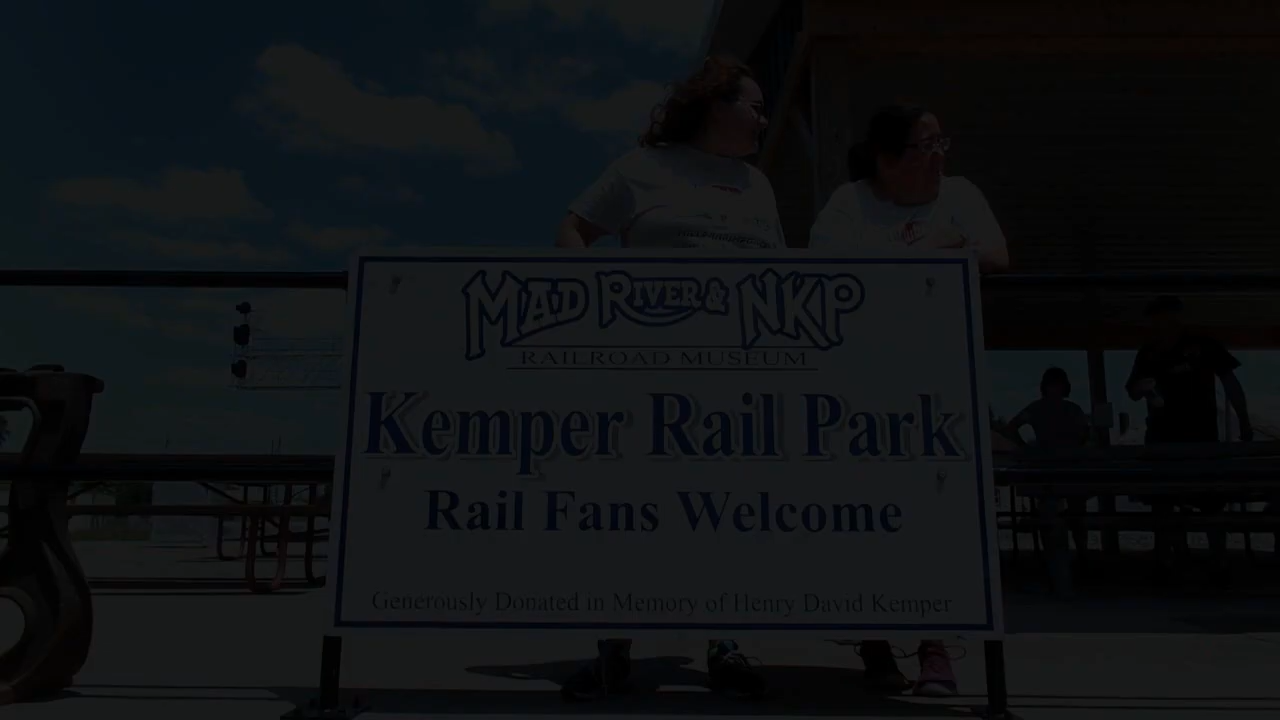 MAD RIVER & NKP
RAILROAD MUSEUM
Kemper Rail Park
Rail Fans Welcome
Generously Donated in Memory of Henry David Kemper